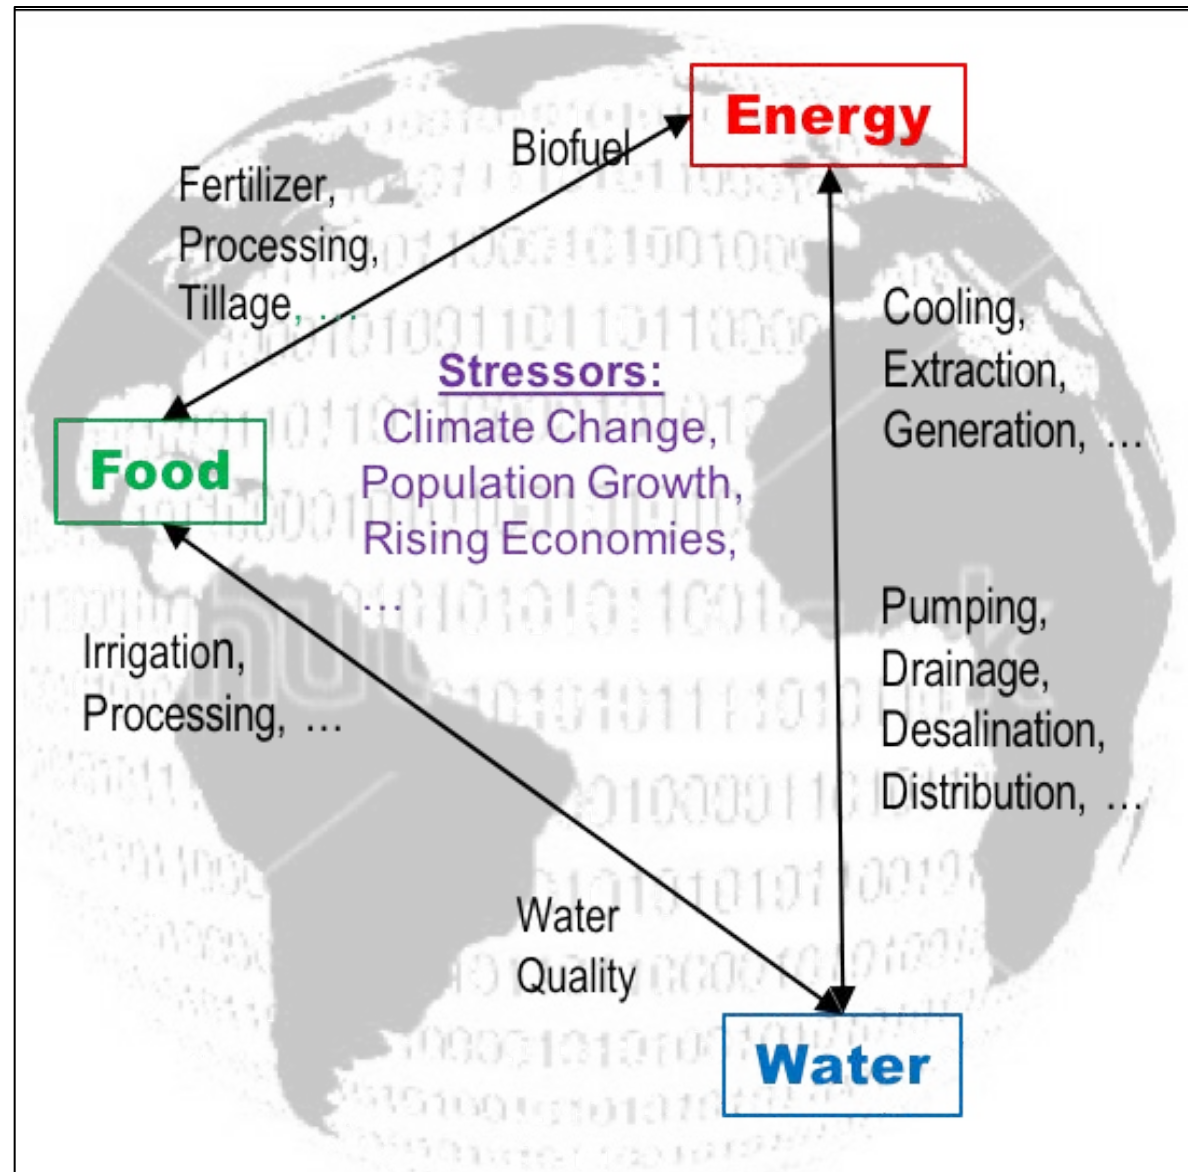 Energy
Biofuel
Fertilizer,
Processing,
Tillage, ...
Cooling,
Extraction,
Generation, ...
Stressors:
Climate Change,
Population Growth,
Rising Economies,
...
Food
Irrigation,
Processing, ...
Pumping,
Drainage,
Desalination,
Distribution, ...
Water
Quality
Water